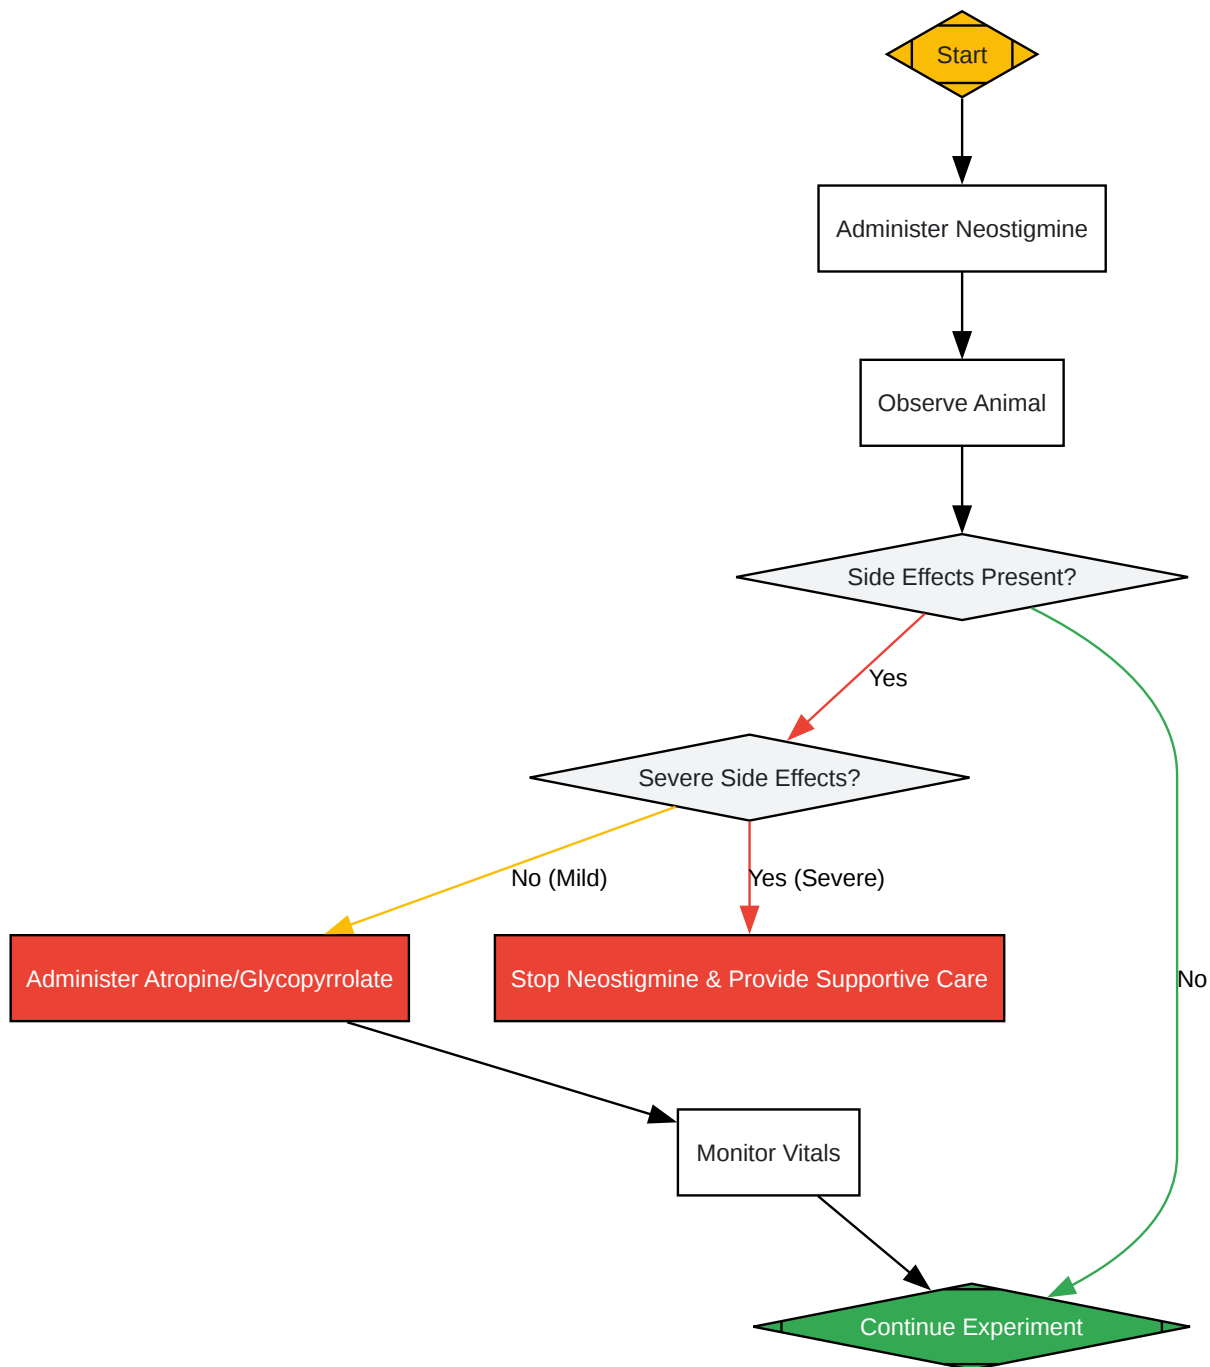 Start
Administer Neostigmine
Observe Animal
Side Effects Present?
Yes
Severe Side Effects?
No (Mild)
Yes (Severe)
Administer Atropine/Glycopyrrolate
Stop Neostigmine & Provide Supportive Care
No
Monitor Vitals
Continue Experiment